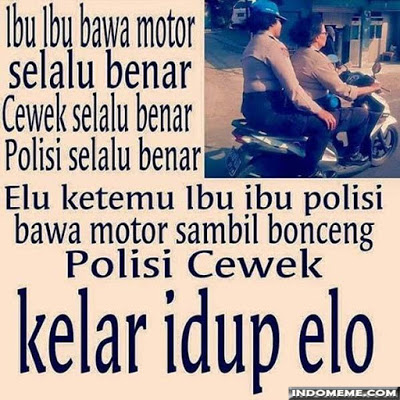 Ibu Ibu bawa motor
selalu benar
Cewek selalu benar
Polisi selalu benar
Elu ketemu Ibu ibu polisi
bawa motor sambil bonceng
Polisi Cewek
kelar idup elo
INDOMEME.COM